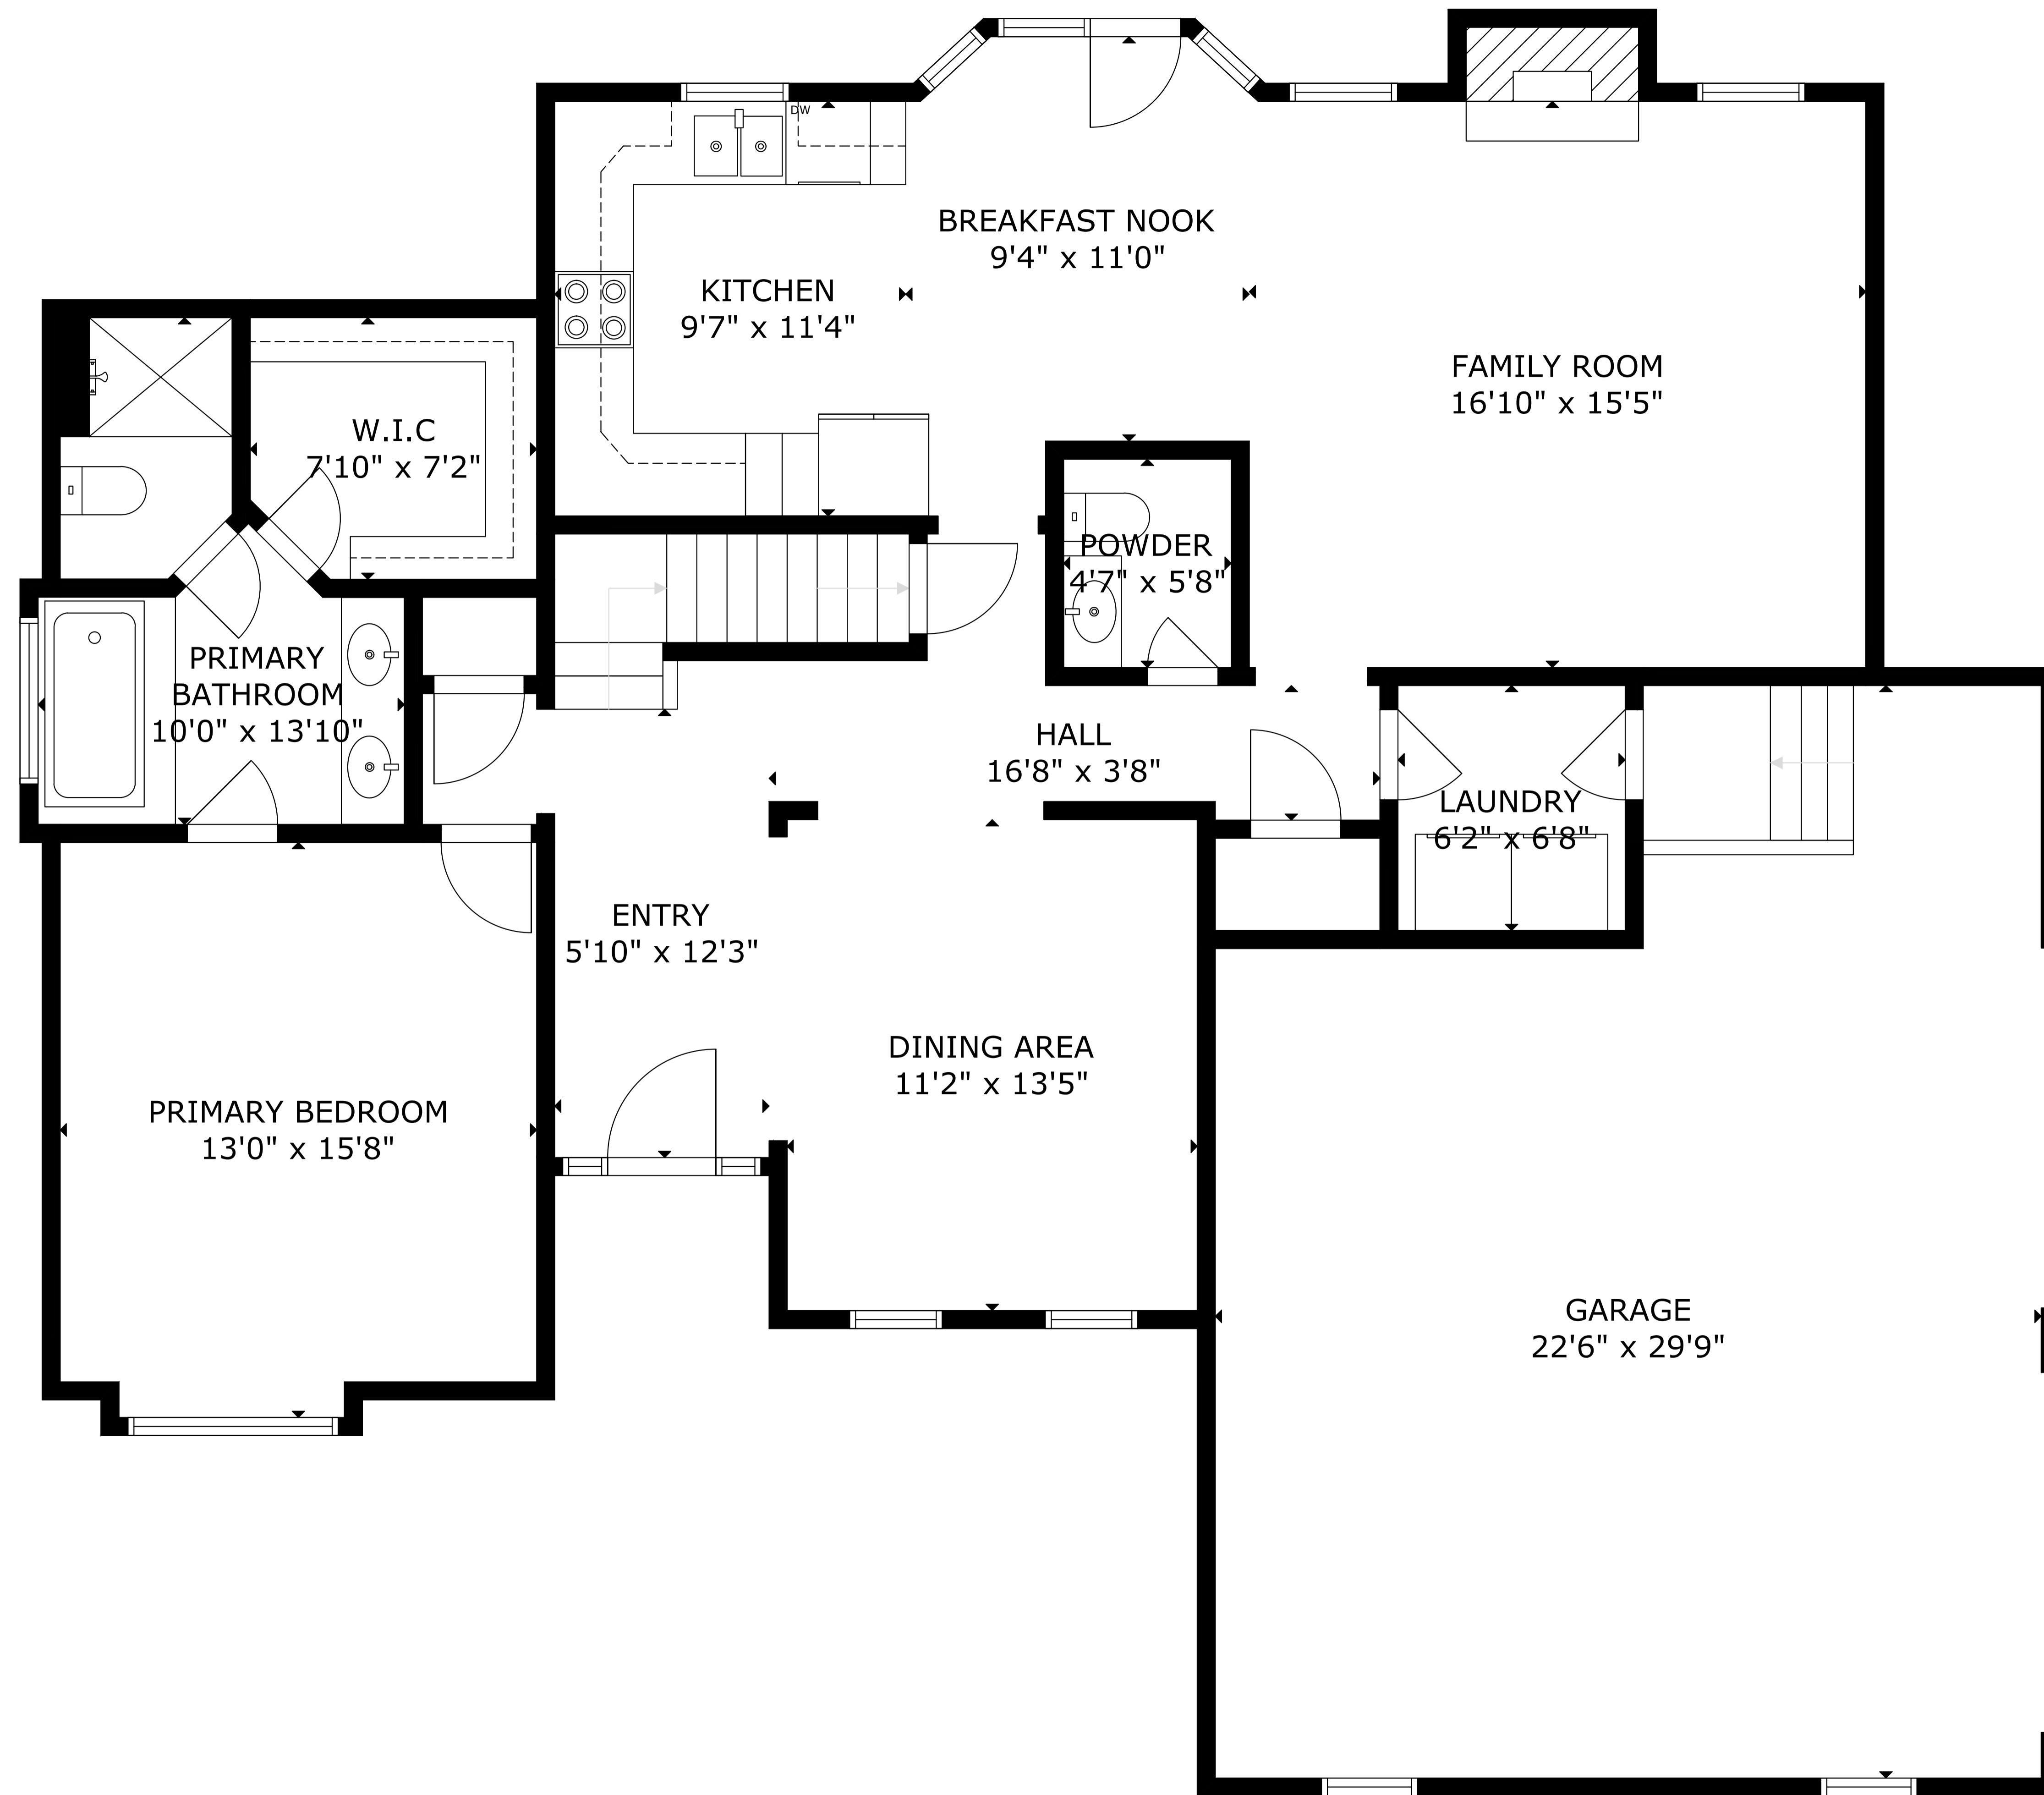 DW
BREAKFAST NOOK
9'4" x 11'0"
KITCHEN
9'7" x 11'4"
FAMILY ROOM
16'10" x 15'5"
W.I.C
7'10" x 7'2"
POWDER
4'7" x 5'8"
PRIMARY
BATHROOM
10'0" x 13'10"
HALL
16'8" x 3'8"
LAUNDRY
6'2" x 6'8"
ENTRY
5'10" x 12'3"
DINING AREA
11'2" x 13'5"
PRIMARY BEDROOM
13'0" x 15'8"
GARAGE
22'6" x 29'9"